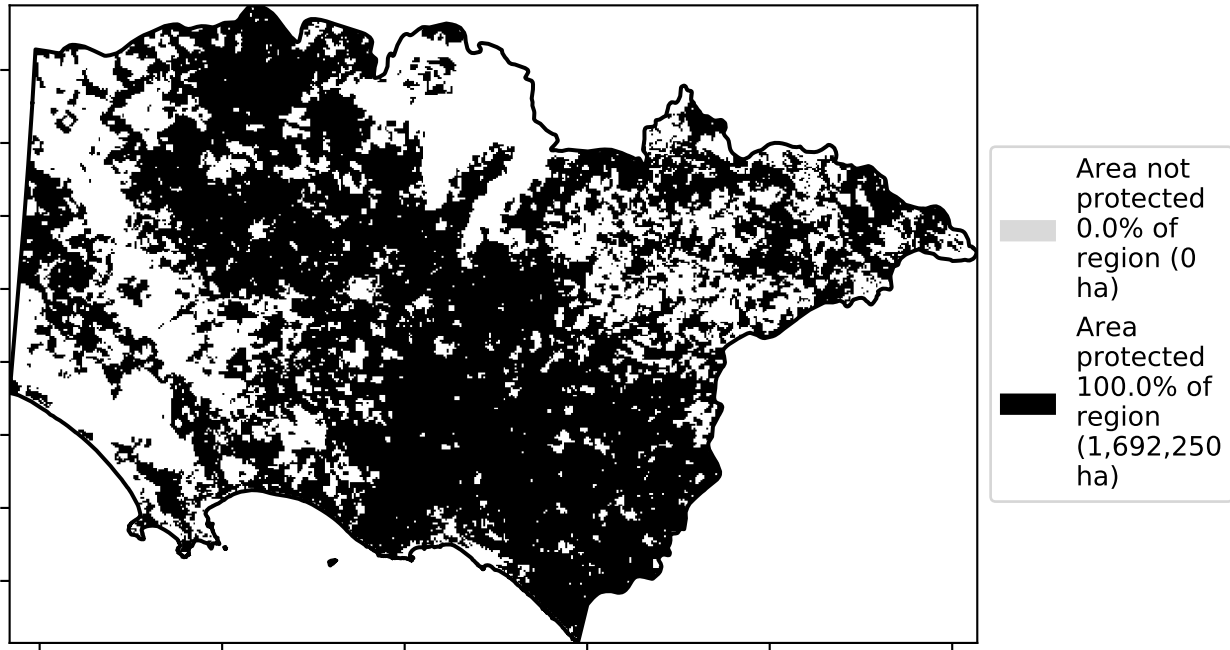 Area not
protected
0.0% of
region (0
ha)
Area
protected
100.0% of
region
(1,692,250
ha)